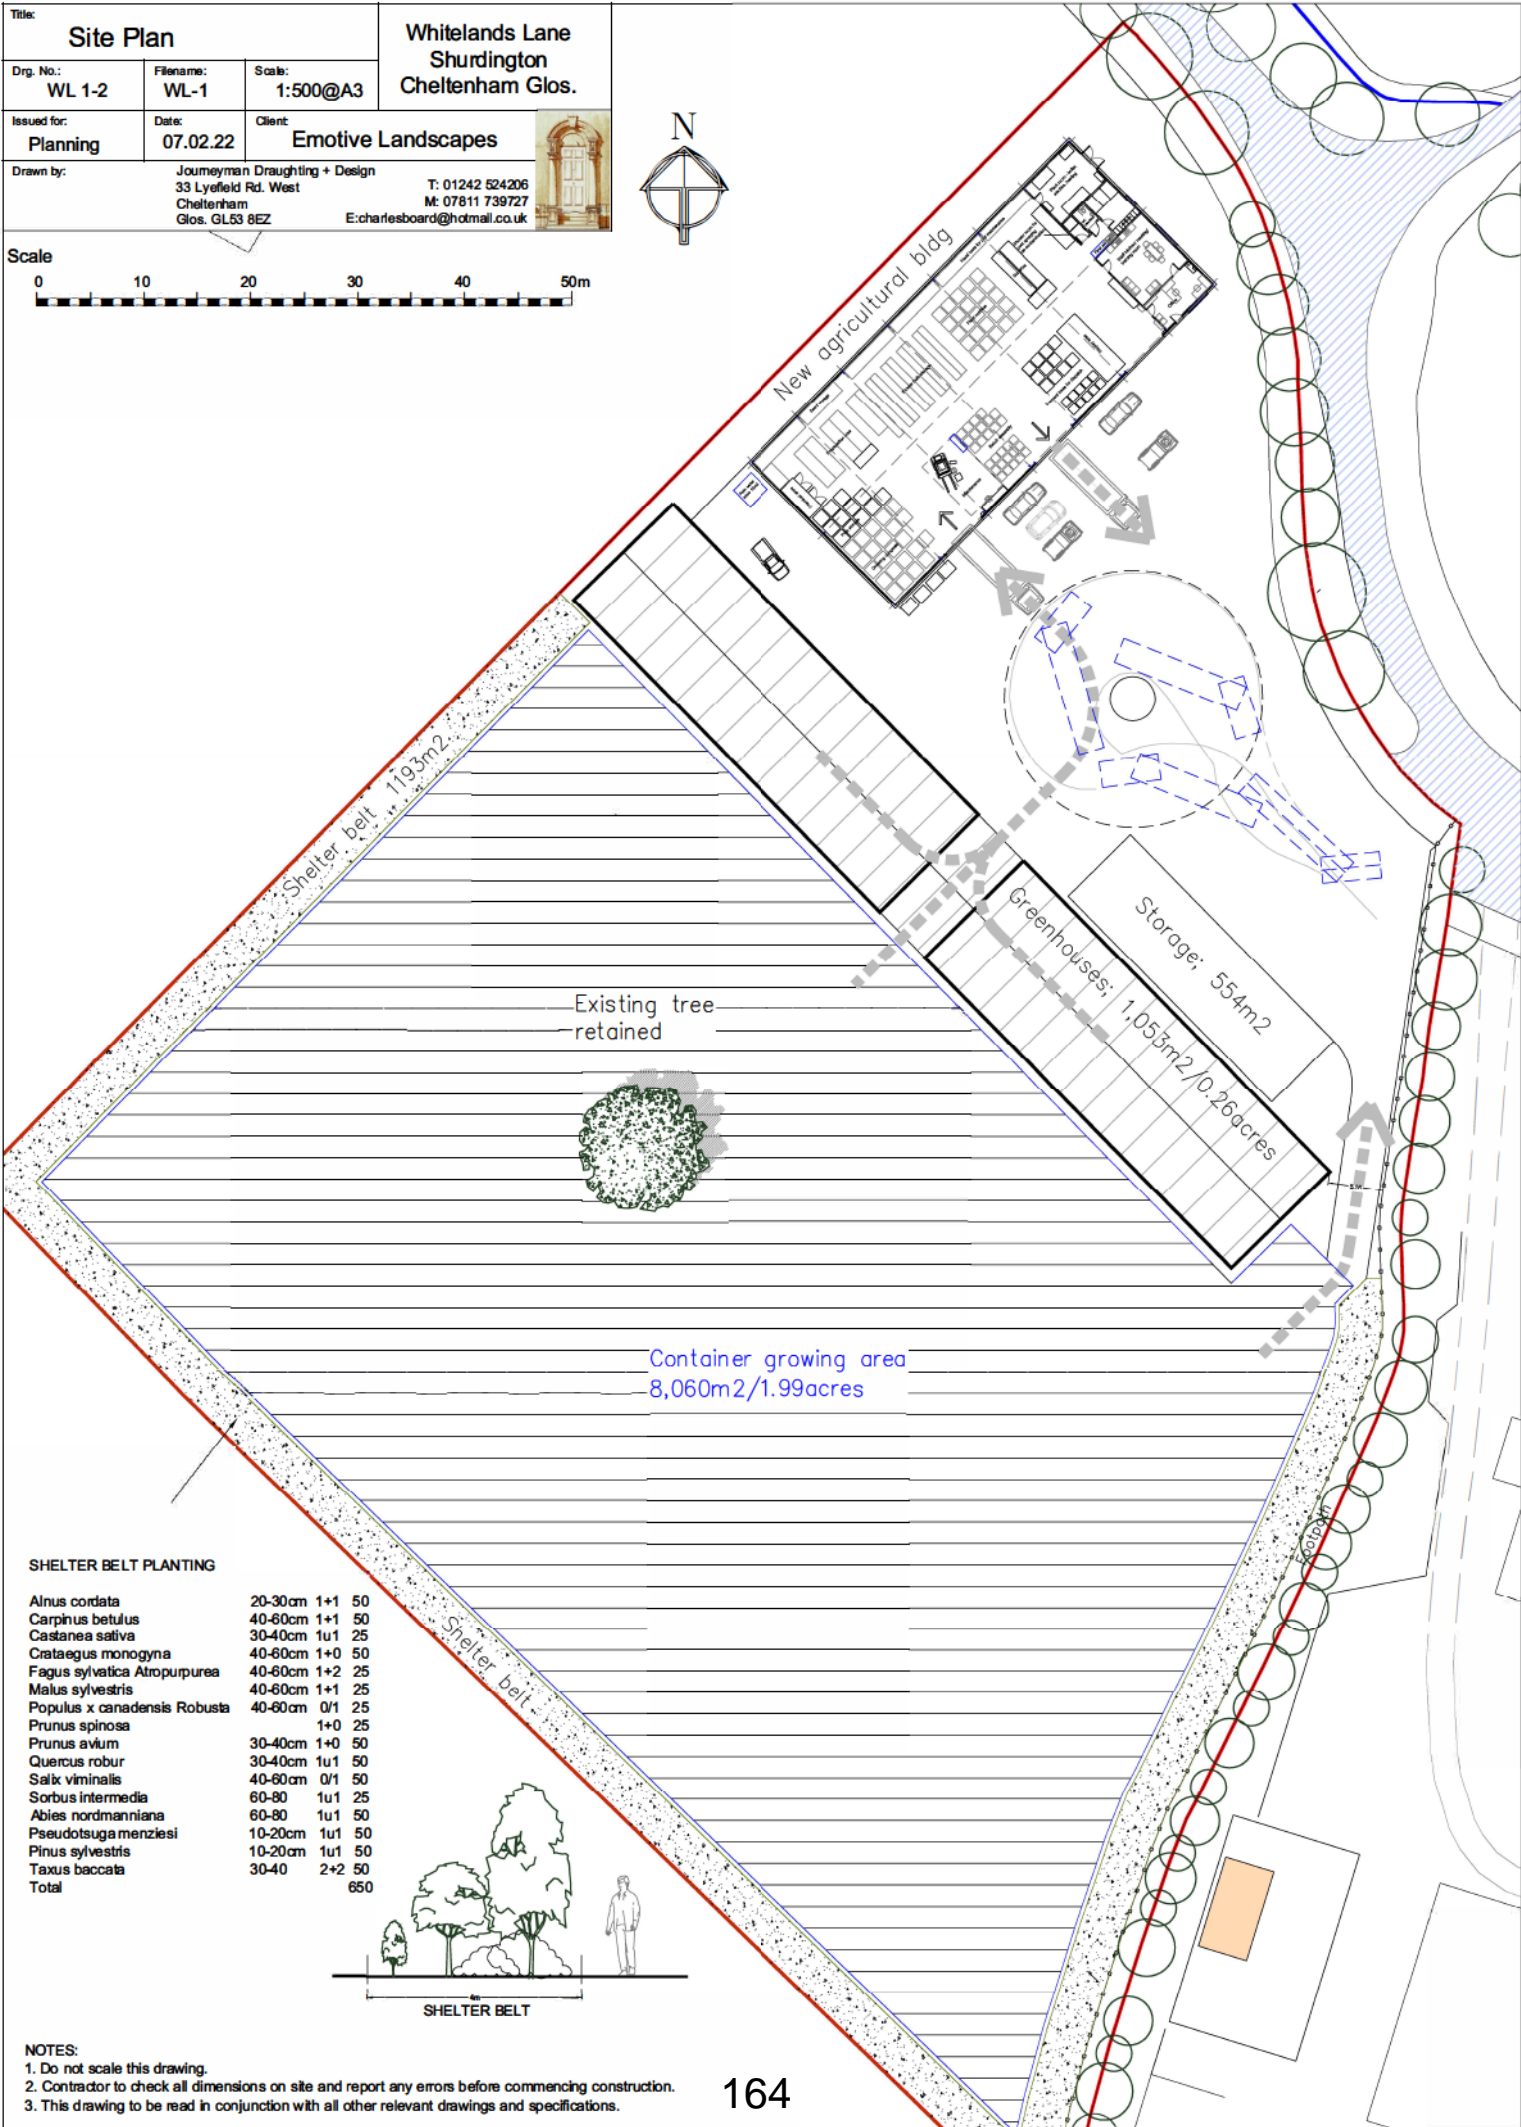 Title:
Site Plan
Whitelands Lane
Shurdington
Cheltenham Glos.
Drg. No.:
WL 1-2
Filename:
WL-1
Scale:
1:500@A3
Issued for:
Planning
Date:
07.02.22
Client:
Emotive Landscapes
Drawn by:
Journeyman Draughting + Design
33 Lyefield Rd. West
Cheltenham
Glos. GL53 8EZ
T: 01242 524206
M: 07811 739727
E:charlesboard@hotmail.co.uk
N
Scale
0 10 20 30 40 50m
New agricultural bldg
Shelter belt 1193m2
Storage; 554m2
Greenhouses; 1,053m2/0.26acres
Existing tree
retained
Container growing area
8,060m2/1.99acres
Footpath
Shelter belt
SHELTER BELT PLANTING
Alnus cordata 20-30cm 1+1 50
Carpinus betulus 40-60cm 1+1 50
Castanea sativa 30-40cm 1u1 25
Crataegus monogyna 40-60cm 1+0 50
Fagus sylvatica Atropurpurea 40-60cm 1+2 25
Malus sylvestris 40-60cm 1+1 25
Populus x canadensis Robusta 40-60cm 0/1 25
Prunus spinosa 1+0 25
Prunus avium 30-40cm 1+0 50
Quercus robur 30-40cm 1u1 50
Salix viminalis 40-60cm 0/1 50
Sorbus intermedia 60-80 1u1 25
Abies nordmanniana 60-80 1u1 50
Pseudotsuga menziesi 10-20cm 1u1 50
Pinus sylvestris 10-20cm 1u1 50
Taxus baccata 30-40 2+2 50
Total 650
4m
SHELTER BELT
NOTES:
1. Do not scale this drawing.
2. Contractor to check all dimensions on site and report any errors before commencing construction.
3. This drawing to be read in conjunction with all other relevant drawings and specifications.
164